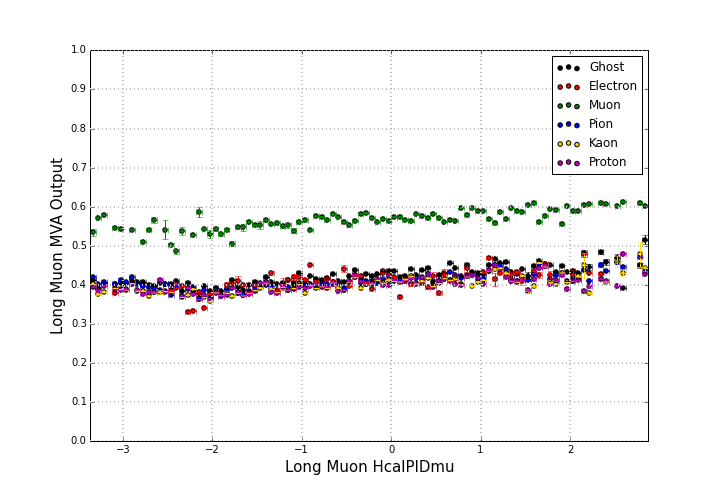 1.0
0.9
0.8
0.7
0.6
0.5
0.4
0.3
0.2
0.1
0.0
Long Muon MVA Output
−3
−2
−1
0
1
2
Long Muon HcalPIDmu
Ghost
Electron
Muon
Pion
Kaon
Proton